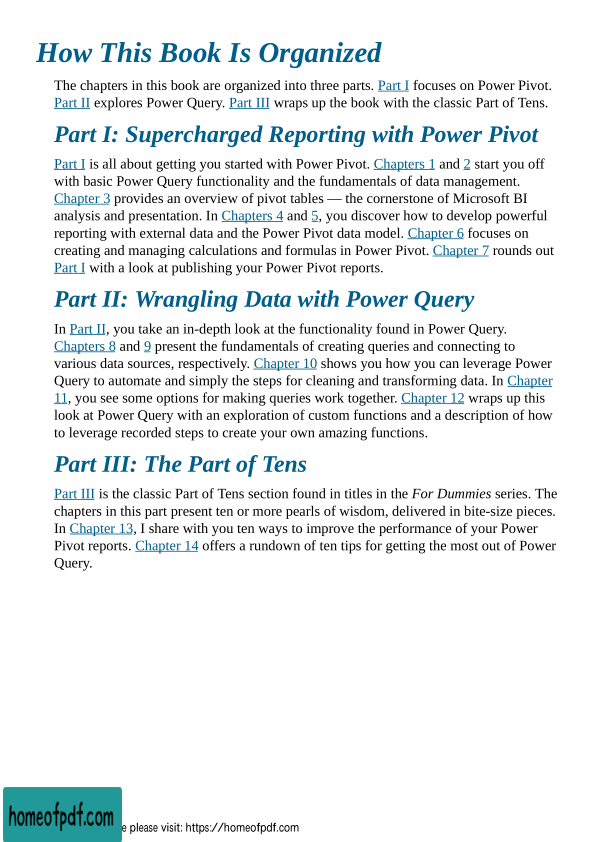 How This Book Is Organized
The chapters in this book are organized into three parts. Part I focuses on Power Pivot.
Part II explores Power Query. Part III wraps up the book with the classic Part of Tens.
Part I: Supercharged Reporting with Power Pivot
Part I is all about getting you started with Power Pivot. Chapters 1 and 2 start you off
with basic Power Query functionality and the fundamentals of data management.
Chapter 3 provides an overview of pivot tables — the cornerstone of Microsoft BI
analysis and presentation. In Chapters 4 and 5, you discover how to develop powerful
reporting with external data and the Power Pivot data model. Chapter 6 focuses on
creating and managing calculations and formulas in Power Pivot. Chapter 7 rounds out
Part I with a look at publishing your Power Pivot reports.
Part II: Wrangling Data with Power Query
In Part II, you take an in-depth look at the functionality found in Power Query.
Chapters 8 and 9 present the fundamentals of creating queries and connecting to
various data sources, respectively. Chapter 10 shows you how you can leverage Power
Query to automate and simply the steps for cleaning and transforming data. In Chapter
11, you see some options for making queries work together. Chapter 12 wraps up this
look at Power Query with an exploration of custom functions and a description of how
to leverage recorded steps to create your own amazing functions.
Part III: The Part of Tens
Part III is the classic Part of Tens section found in titles in the For Dummies series. The
chapters in this part present ten or more pearls of wisdom, delivered in bite-size pieces.
In Chapter 13, I share with you ten ways to improve the performance of your Power
Pivot reports. Chapter 14 offers a rundown of ten tips for getting the most out of Power
Query.
homeofpdf.com
e please visit: https://homeofpdf.com